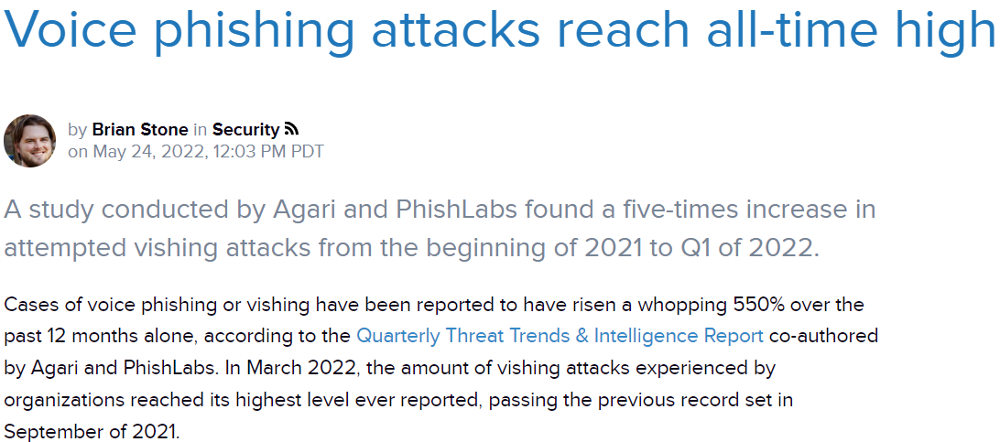 Voice phishing attacks reach all-time high
by Brian Stone in Security
on May 24, 2022, 12:03 PM PDT
A study conducted by Agari and PhishLabs found a five-times increase in
attempted vishing attacks from the beginning of 2021 to Q1 of 2022.
Cases of voice phishing or vishing have been reported to have risen a whopping 550% over the
past 12 months alone, according to the Quarterly Threat Trends & Intelligence Report co-authored
by Agari and PhishLabs. In March 2022, the amount of vishing attacks experienced by
organizations reached its highest level ever reported, passing the previous record set in
September of 2021.